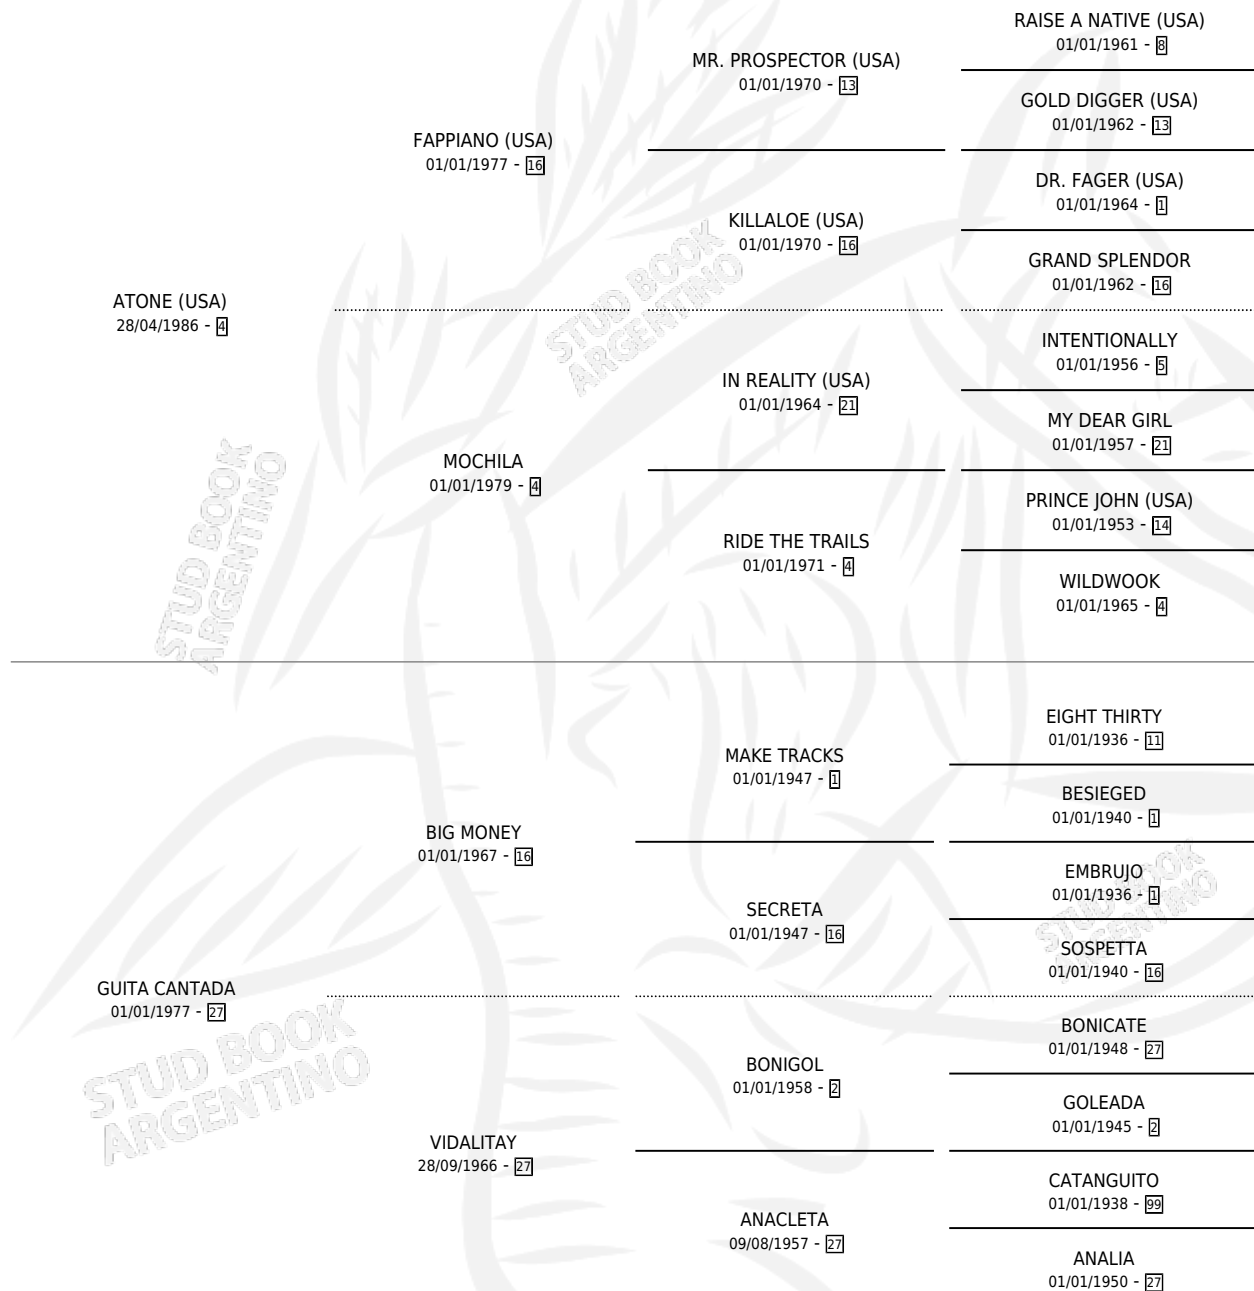 RAISE A NATIVE (USA)
01/01/1961 - 8
MR. PROSPECTOR (USA)
01/01/1970 - 13
GOLD DIGGER (USA)
01/01/1962 - 13
FAPPIANO (USA)
01/01/1977 - 16
DR. FAGER (USA)
01/01/1964 - 1
KILLALOE (USA)
01/01/1970 - 16
GRAND SPLENDOR
01/01/1962 - 16
ATONE (USA)
28/04/1986 - 4
STUD BOOK
ARGENTINO
INTENTIONALLY
01/01/1956 - 5
IN REALITY (USA)
01/01/1964 - 21
MY DEAR GIRL
01/01/1957 - 21
MOCHILA
01/01/1979 - 4
PRINCE JOHN (USA)
01/01/1953 - 14
RIDE THE TRAILS
01/01/1971 - 4
WILDWOOK
01/01/1965 - 4
STUD BOOK
ARGENTINO
EIGHT THIRTY
01/01/1936 - 11
MAKE TRACKS
01/01/1947 - 1
BESIEGED
01/01/1940 - 1
BIG MONEY
01/01/1967 - 16
EMBRUJO
01/01/1936 - 1
SECRETA
01/01/1947 - 16
SOSPETTA
01/01/1940 - 16
STUD BOOK
ARGENTINO
GUITA CANTADA
01/01/1977 - 27
BONICATE
01/01/1948 - 27
BONIGOL
01/01/1958 - 2
GOLEADA
01/01/1945 - 2
STUD BOOK
ARGENTINO
VIDALITAY
28/09/1966 - 27
CATANGUITO
01/01/1938 - 99
ANACLETA
09/08/1957 - 27
ANALIA
01/01/1950 - 27